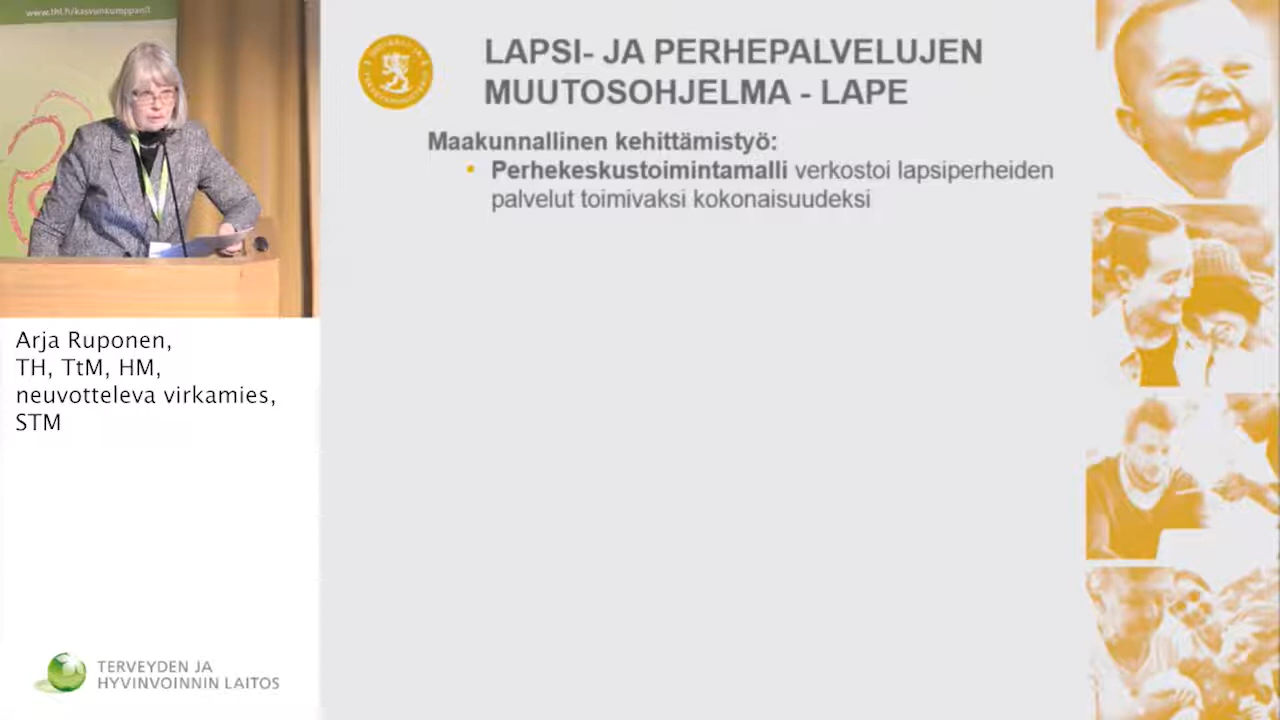 www.thl.fi/kasvunkumppanit
LAPSI- JA PERHEPALVELUJEN
MUUTOSOHJELMA - LAPE
Maakunnallinen kehittämistyö:
• Perhekeskustoimintamalli verkostoi lapsiperheiden
palvelut toimivaksi kokonaisuudeksi
Arja Ruponen,
TH, TtM, HM,
neuvotteleva virkamies,
STM
TERVEYDEN JA
HYVINVOINNIN LAITOS